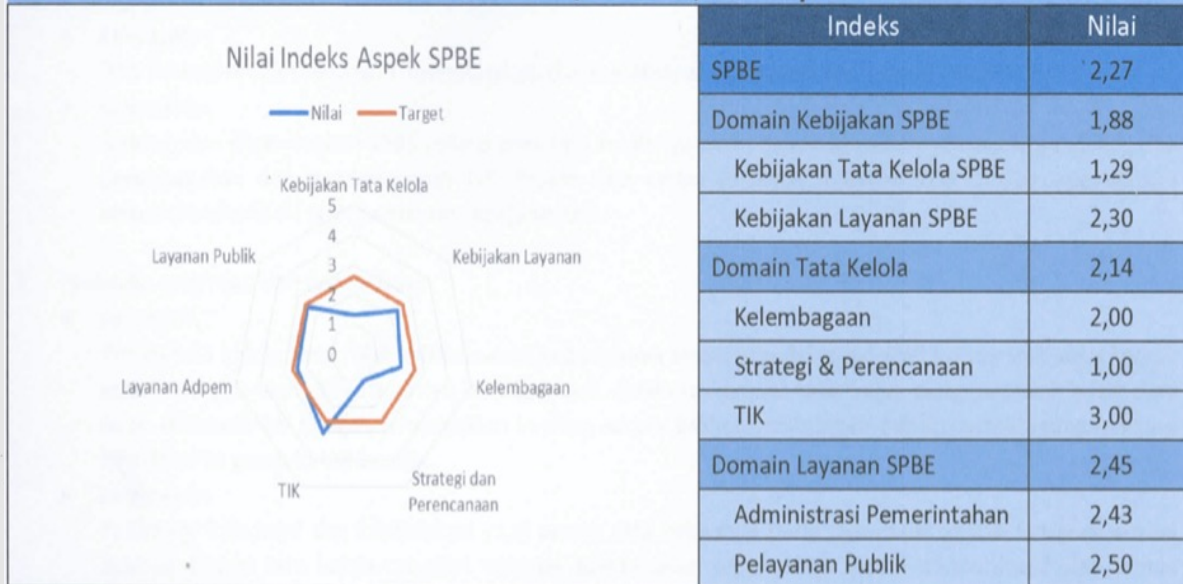 Nilai Indeks Aspek SPBE
Nilai Target
Kebijakan Tata Kelola
5
4
3
2
1
0
Kebijakan Layanan
Kelembagaan
Strategi dan
Perencanaan
TIK
Layanan Adpem
Layanan Publik
Indeks Nilai
SPBE 2,27
Domain Kebijakan SPBE 1,88
Kebijakan Tata Kelola SPBE 1,29
Kebijakan Layanan SPBE 2,30
Domain Tata Kelola 2,14
Kelembagaan 2,00
Strategi & Perencanaan 1,00
TIK 3,00
Domain Layanan SPBE 2,45
Administrasi Pemerintahan 2,43
Pelayanan Publik 2,50